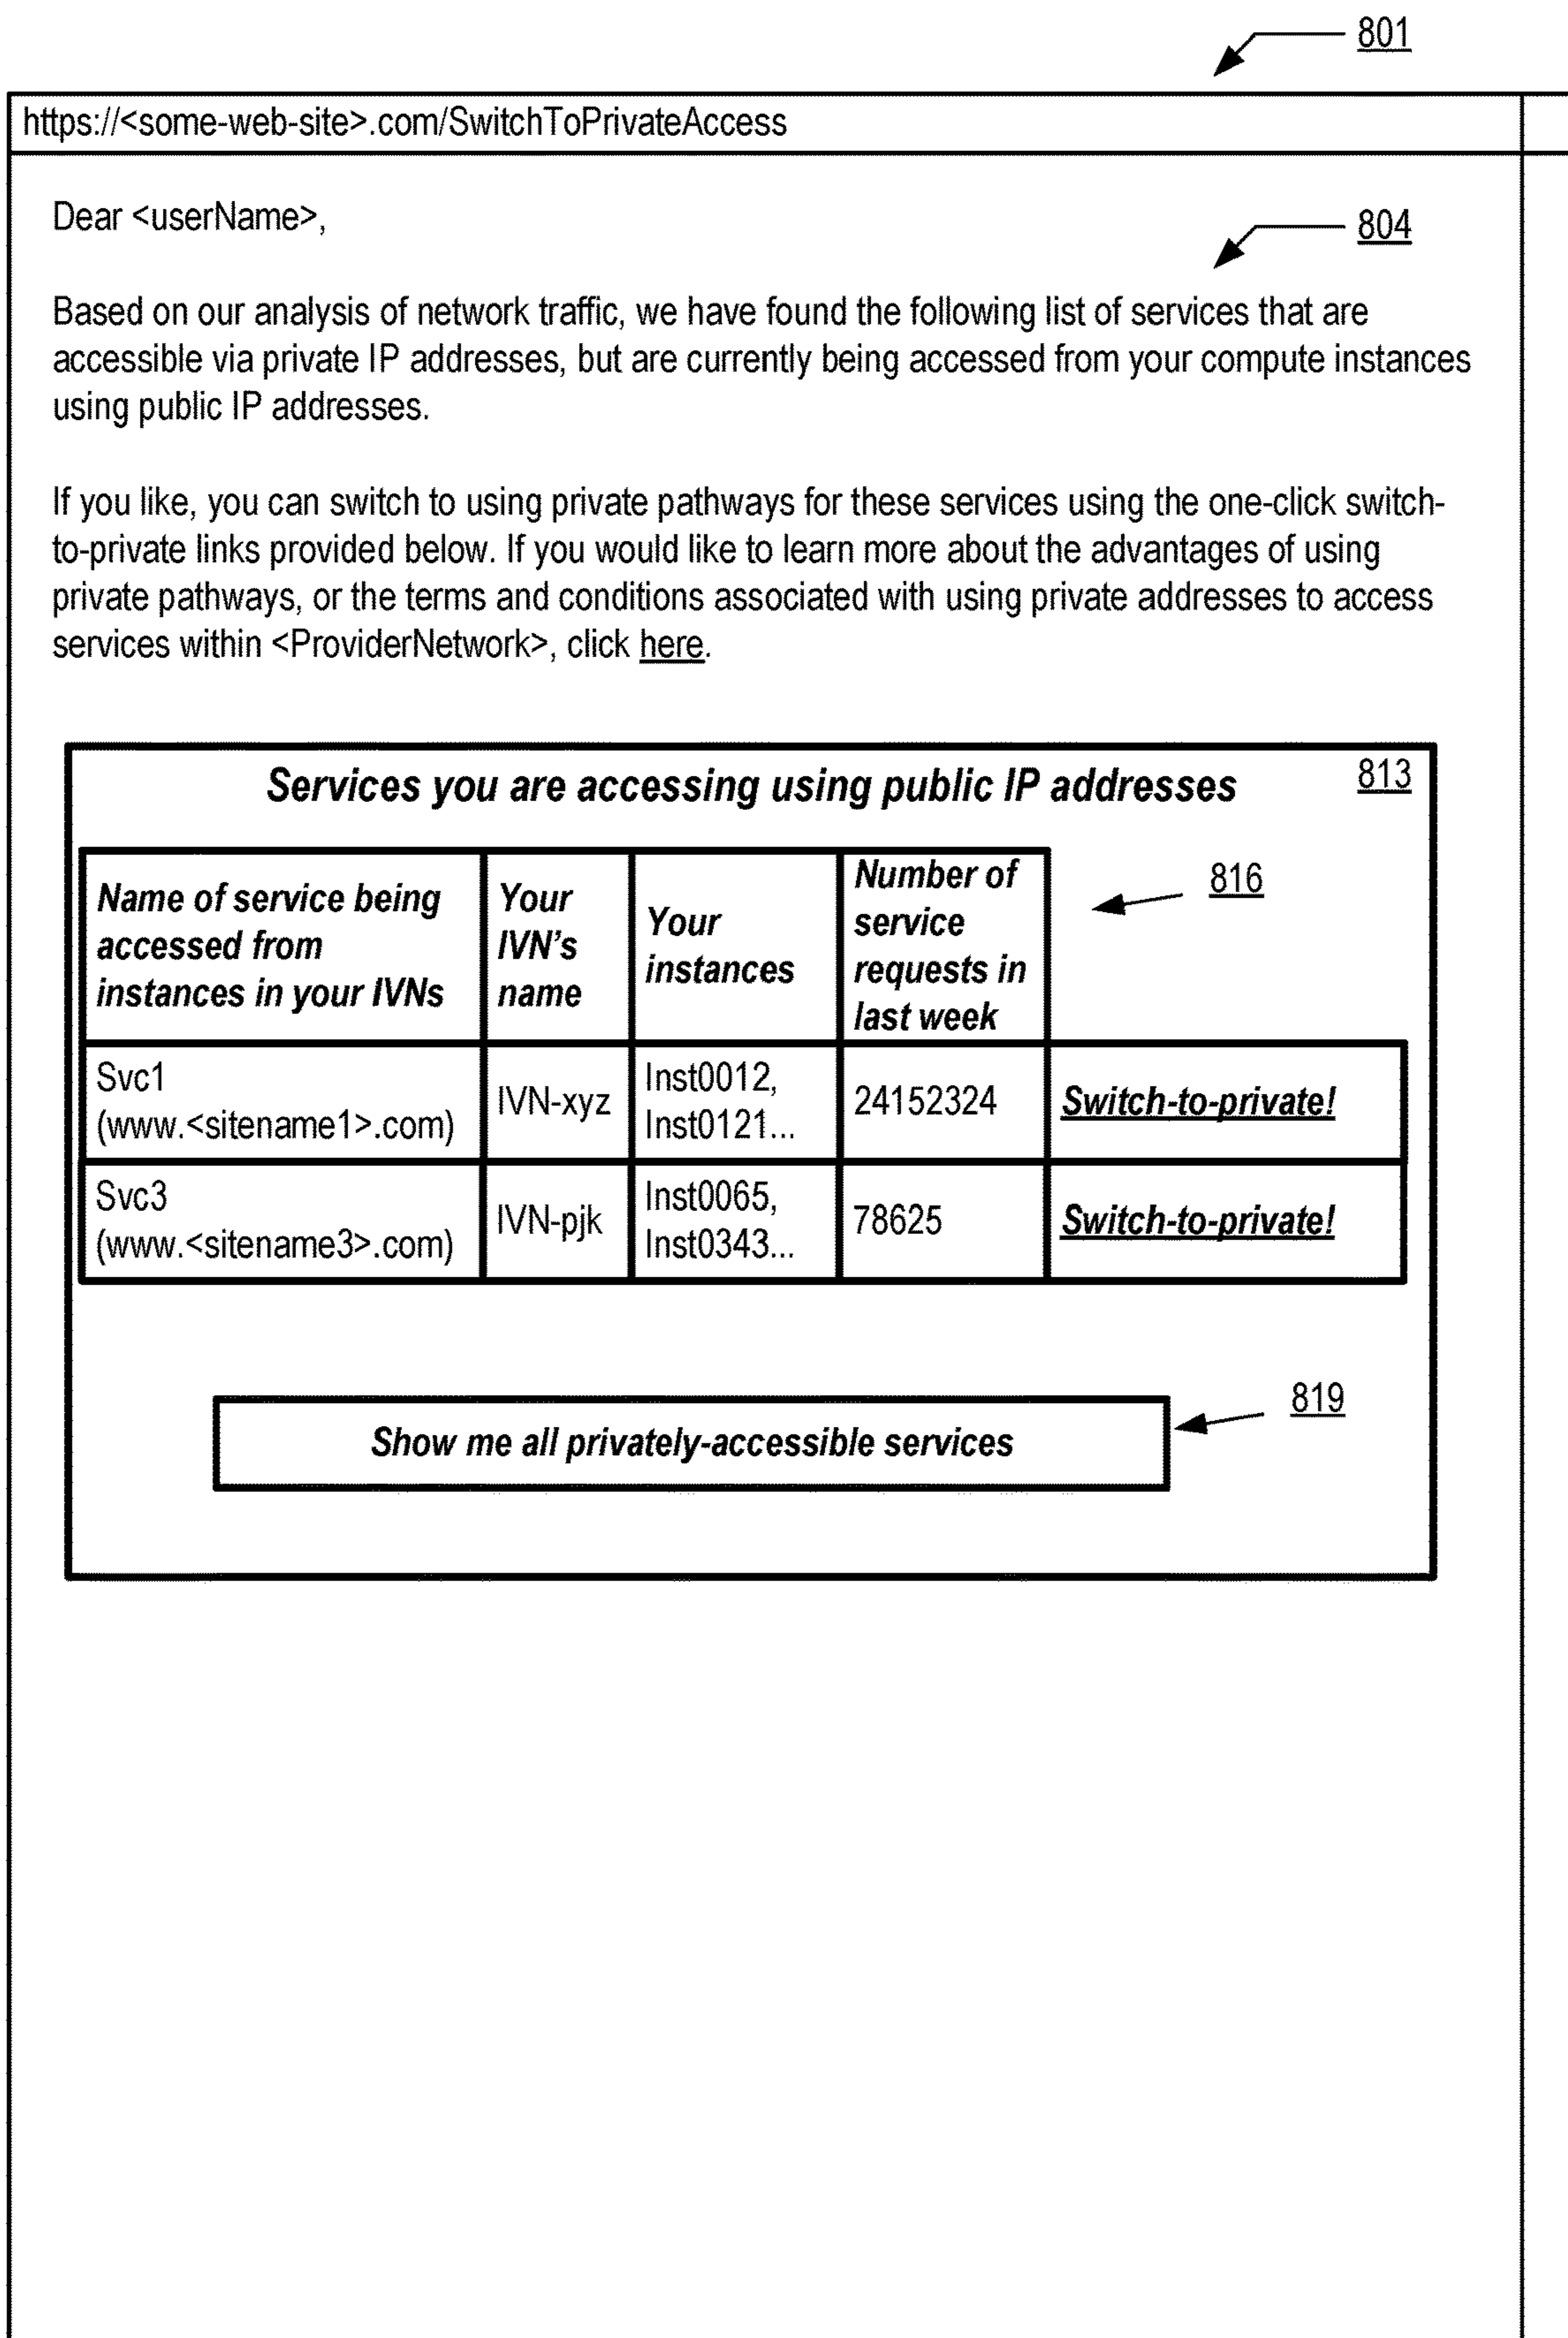 801
https://<some-web-site>.com/SwitchToPrivateAccess
Dear <userName>,
804
Based on our analysis of network traffic, we have found the following list of services that are
accessible via private IP addresses, but are currently being accessed from your compute instances
using public IP addresses.
If you like, you can switch to using private pathways for these services using the one-click switch-
to-private links provided below. If you would like to learn more about the advantages of using
private pathways, or the terms and conditions associated with using private addresses to access
services within <ProviderNetwork>, click here.
Services you are accessing using public IP addresses
813
Name of service being
accessed from
instances in your IVNs
Your
IVN's
name
Your
instances
Number of
service
requests in
last week
816
Svc1
(www.<sitename1>.com)
IVN-xyz
Inst0012,
Inst0121...
24152324
Switch-to-private!
Svc3
(www.<sitename3>.com)
IVN-pjk
Inst0065,
Inst0343...
78625
Switch-to-private!
Show me all privately-accessible services
819